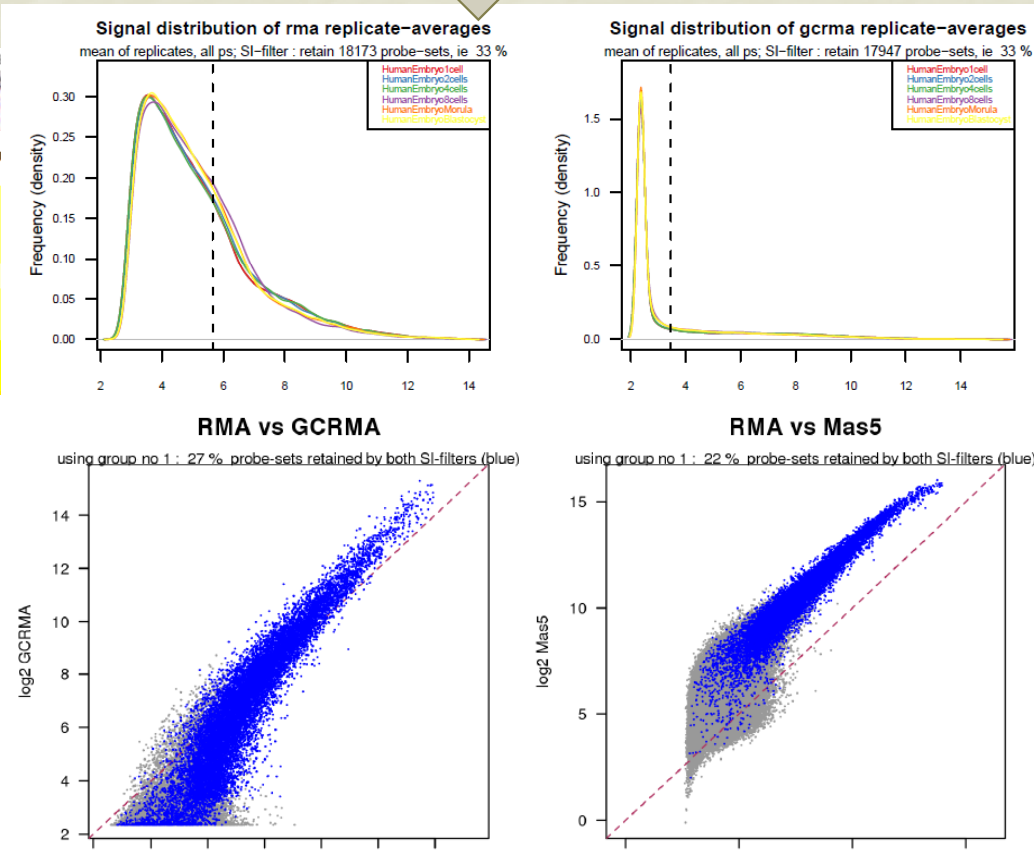 Signal distribution of rma replicate−averages
mean of replicates, all ps; SI−filter : retain 18173 probe−sets, ie 33 %
HumanEmbryo1cell
HumanEmbryo2cells
HumanEmbryo4cells
HumanEmbryo8cells
HumanEmbryoMorula
HumanEmbryoBlastocyst
Frequency (density)
0.30
0.25
0.20
0.15
0.10
0.05
0.00
2 4 6 8 10 12 14
Signal distribution of gcrma replicate−averages
mean of replicates, all ps; SI−filter : retain 17947 probe−sets, ie 33 %
HumanEmbryo1cell
HumanEmbryo2cells
HumanEmbryo4cells
HumanEmbryo8cells
HumanEmbryoMorula
HumanEmbryoBlastocyst
Frequency (density)
1.5
1.0
0.5
0.0
2 4 6 8 10 12 14
RMA vs GCRMA
using group no 1 : 27 % probe-sets retained by both SI-filters (blue)
log2 GCRMA
14
12
10
8
6
4
2
RMA vs Mas5
using group no 1 : 22 % probe-sets retained by both SI-filters (blue)
log2 Mas5
15
10
5
0